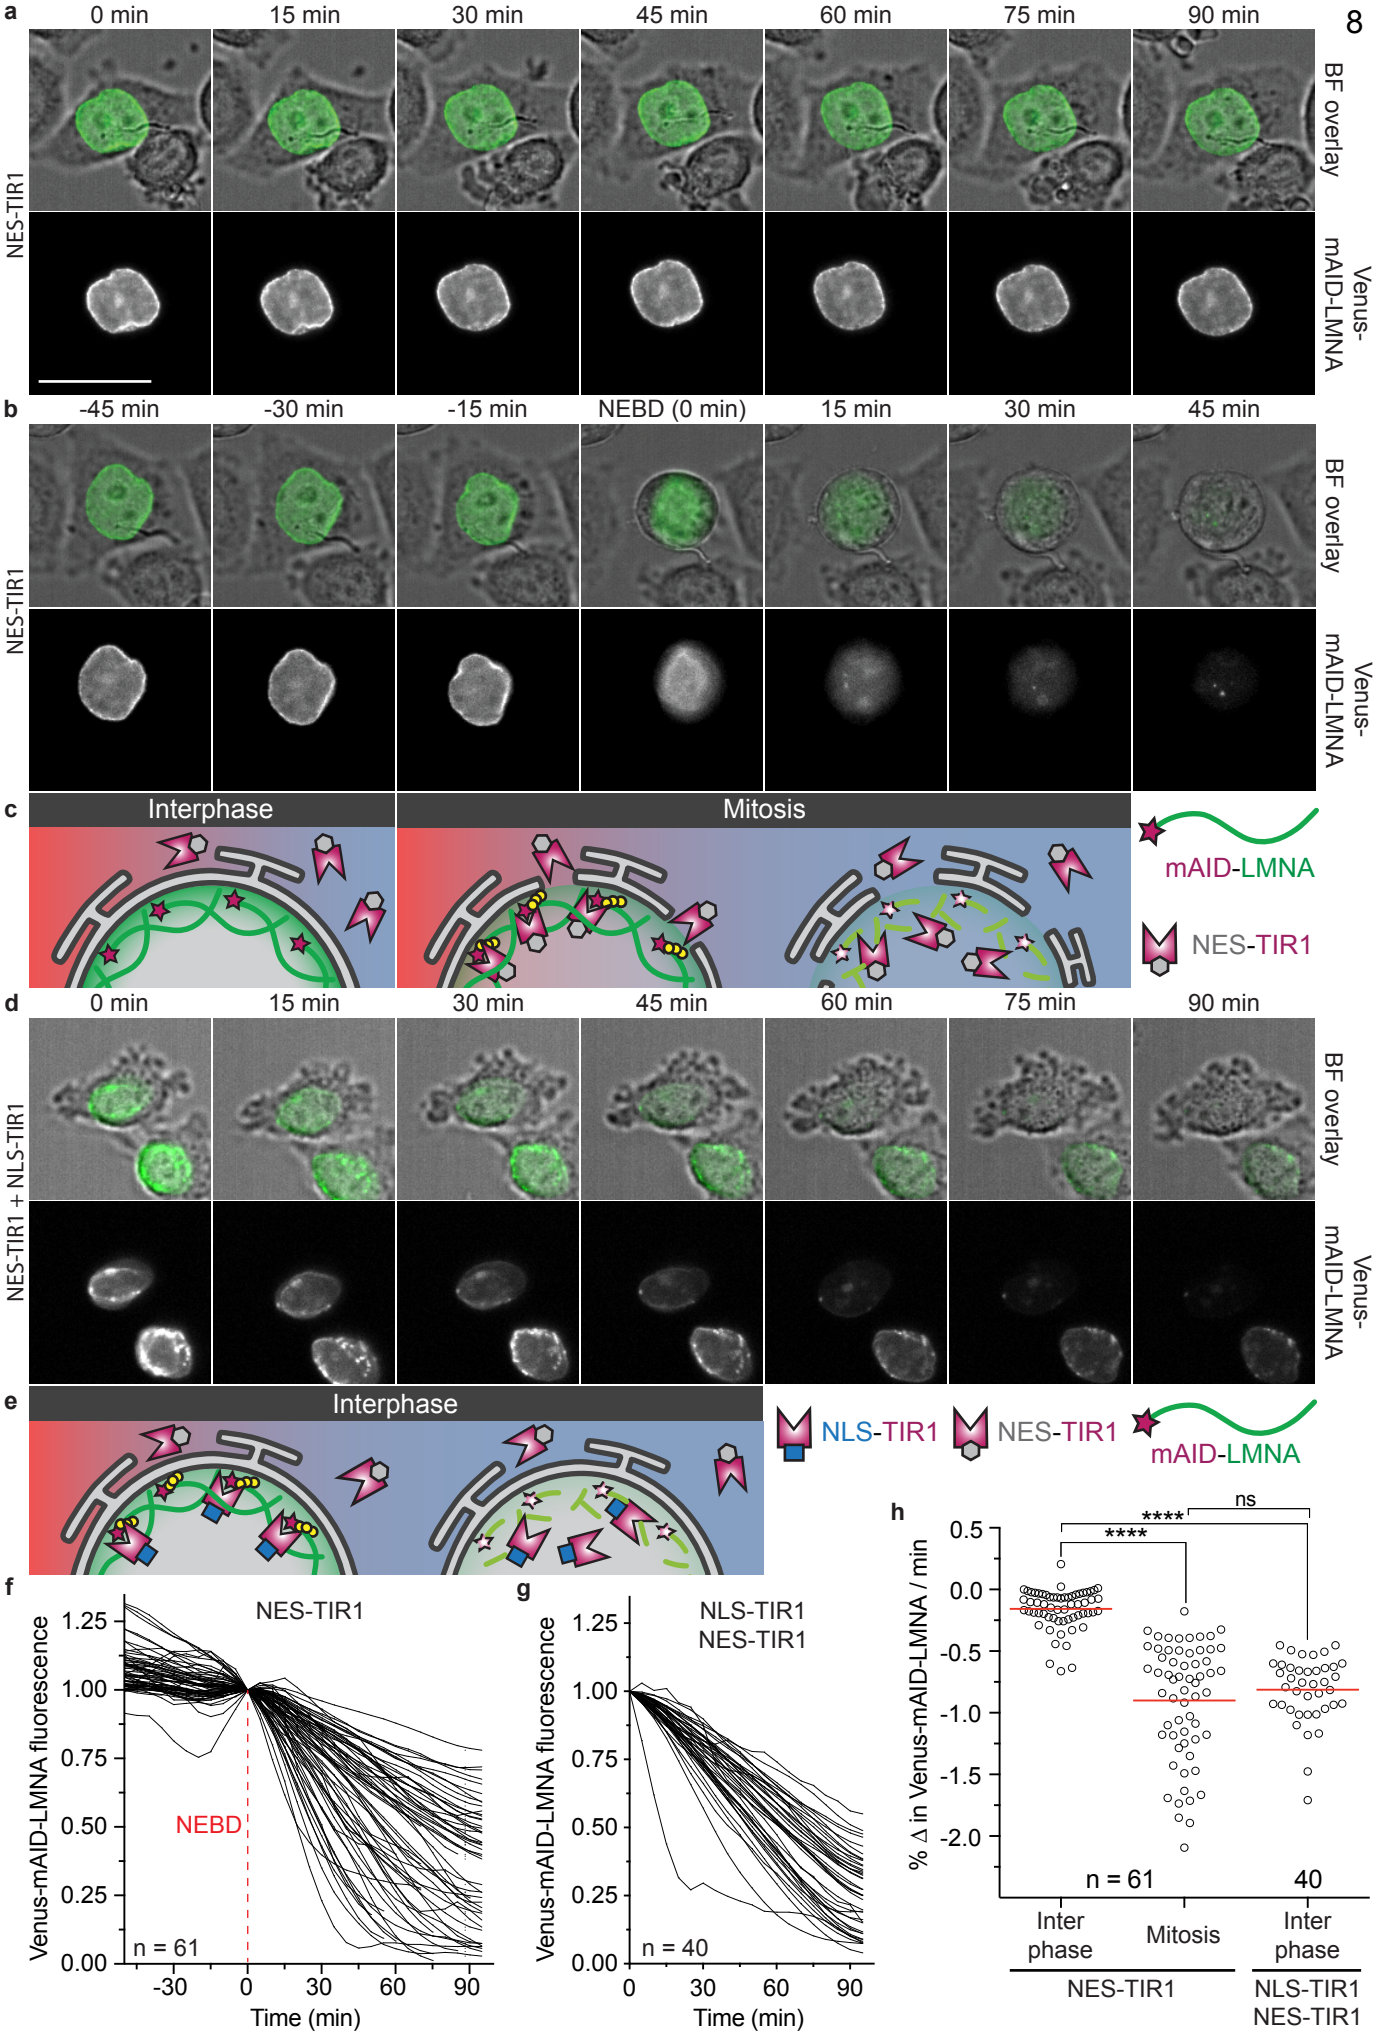 8
a
0 min 15 min 30 min 45 min 60 min 75 min 90 min
NES-TIR1
BF overlay
Venus-
mAID-LMNA
b
-45 min -30 min -15 min NEBD (0 min) 15 min 30 min 45 min
NES-TIR1
BF overlay
Venus-
mAID-LMNA
c
Interphase
Mitosis
mAID-LMNA
NES-TIR1
d
0 min 15 min 30 min 45 min 60 min 75 min 90 min
NES-TIR1 + NLS-TIR1
BF overlay
Venus-
mAID-LMNA
e
Interphase
NLS-TIR1
NES-TIR1
mAID-LMNA
f
NES-TIR1
Venus-mAID-LMNA fluorescence
1.25
1.00
0.75
0.50
0.25
0.00
NEBD
n = 61
-30 0 30 60 90
Time (min)
g
NLS-TIR1
NES-TIR1
Venus-mAID-LMNA fluorescence
1.25
1.00
0.75
0.50
1.25
0.00
n = 40
0 30 60 90
Time (min)
h
ns
****
****
% Δ in Venus-mAID-LMNA / min
0.5
0.0
-0.5
-1.0
-1.5
-2.0
n = 61
40
Inter
phase
Mitosis
Inter
phase
NES-TIR1
NLS-TIR1
NES-TIR1